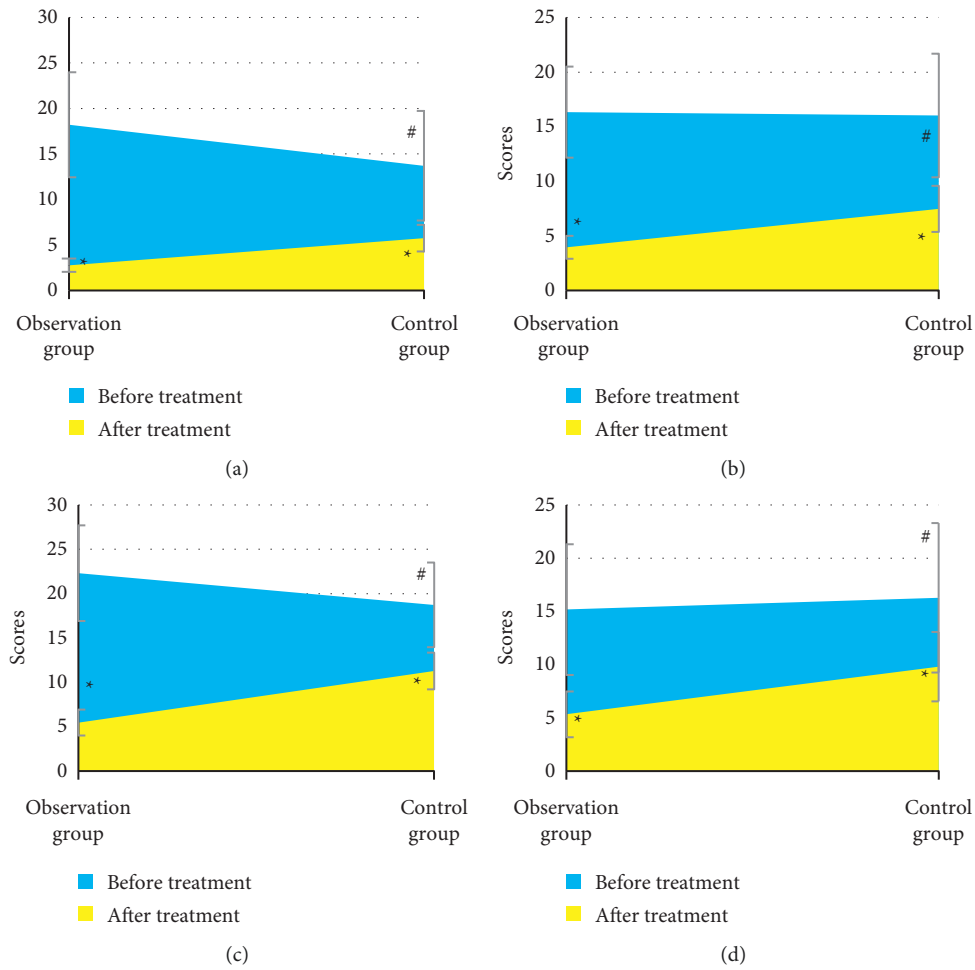 30
25
20
15
10
5
0
#
*
*
Observation
group
Control
group
Before treatment
After treatment
(a)
Scores
25
20
15
10
5
0
#
*
*
Observation
group
Control
group
Before treatment
After treatment
(b)
Scores
30
25
20
15
10
5
0
#
*
*
Observation
group
Control
group
Before treatment
After treatment
(c)
Scores
25
20
15
10
5
0
#
*
*
Observation
group
Control
group
Before treatment
After treatment
(d)